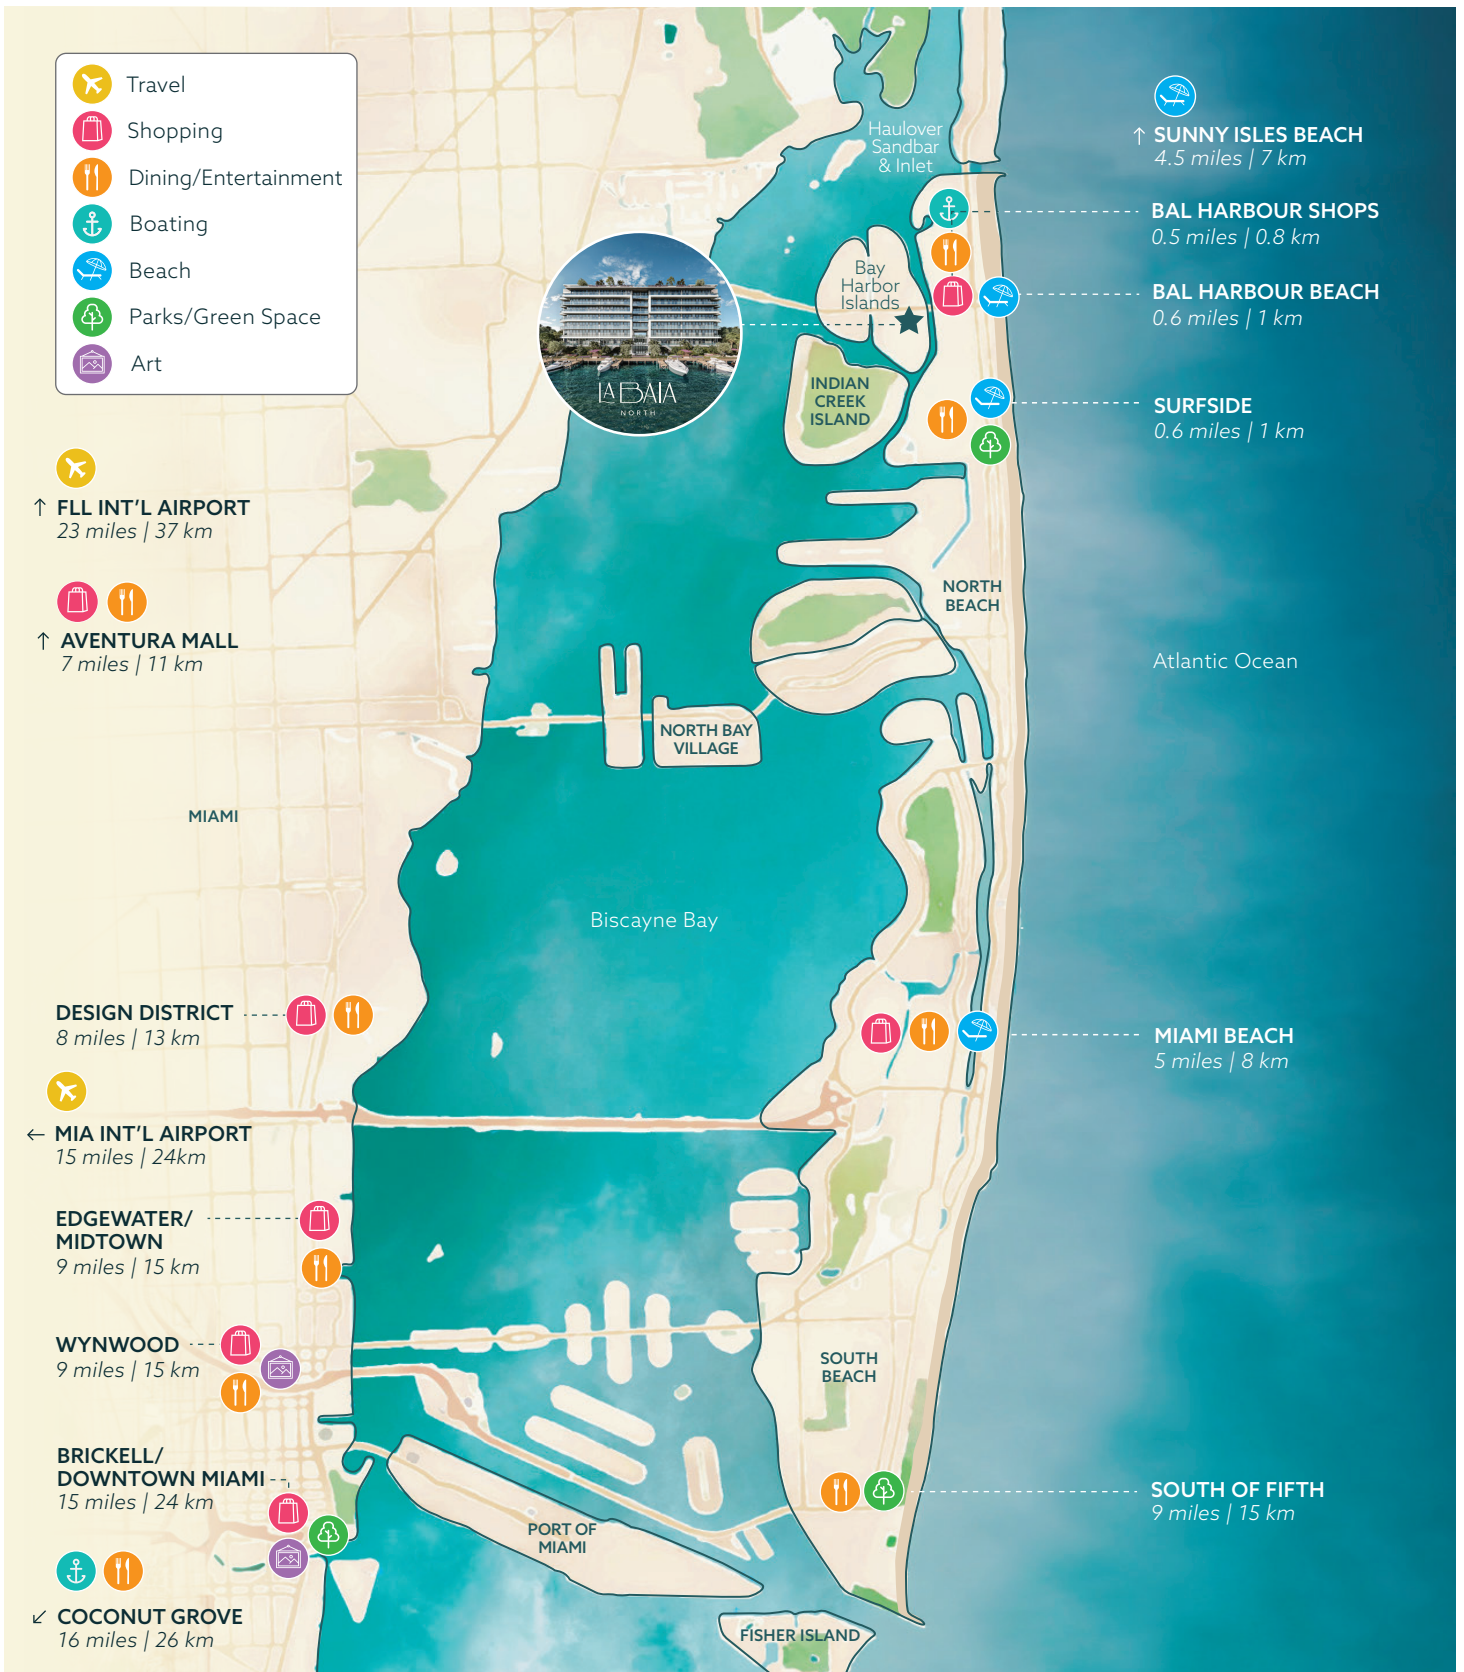 Travel
Shopping
Dining/Entertainment
Boating
Beach
Parks/Green Space
Art
Haulover
Sandbar
& Inlet
↑ SUNNY ISLES BEACH
4.5 miles | 7 km
BAL HARBOUR SHOPS
0.5 miles | 0.8 km
Bay
Harbor
Islands
BAL HARBOUR BEACH
0.6 miles | 1 km
LA BAIA
NORTH
INDIAN
CREEK
ISLAND
SURFSIDE
0.6 miles | 1 km
↑ FLL INT'L AIRPORT
23 miles | 37 km
↑ AVENTURA MALL
7 miles | 11 km
NORTH
BEACH
Atlantic Ocean
NORTH BAY
VILLAGE
MIAMI
Biscayne Bay
DESIGN DISTRICT
8 miles | 13 km
MIAMI BEACH
5 miles | 8 km
← MIA INT'L AIRPORT
15 miles | 24km
EDGEWATER/
MIDTOWN
9 miles | 15 km
WYNWOOD
9 miles | 15 km
SOUTH
BEACH
BRICKELL/
DOWNTOWN MIAMI
15 miles | 24 km
SOUTH OF FIFTH
9 miles | 15 km
PORT OF
MIAMI
↙ COCONUT GROVE
16 miles | 26 km
FISHER ISLAND